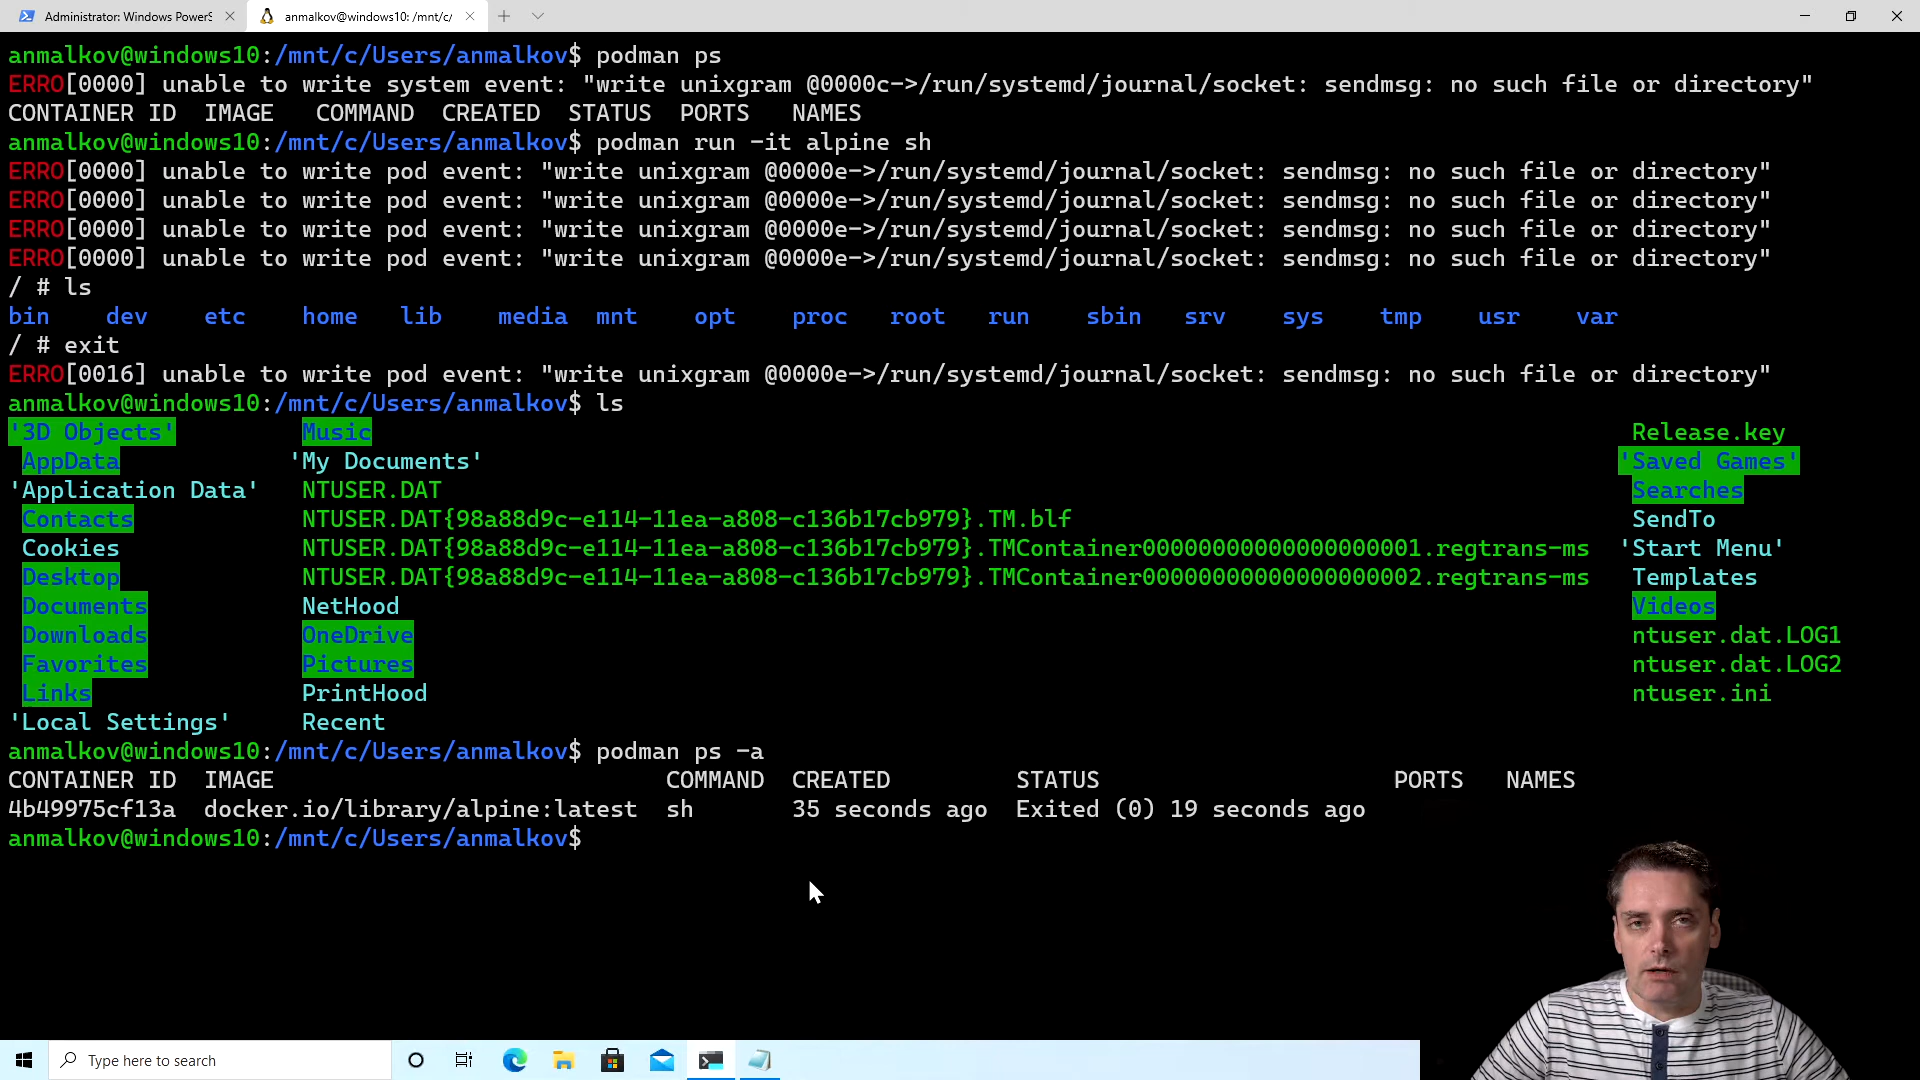 Administrator: Windows PowerS
anmalkov@windows10: /mnt/c/
anmalkov@windows10:/mnt/c/Users/anmalkov$ podman ps
ERRO[0000] unable to write system event: "write unixgram @0000c->/run/systemd/journal/socket: sendmsg: no such file or directory"
CONTAINER ID  IMAGE   COMMAND  CREATED  STATUS  PORTS   NAMES
anmalkov@windows10:/mnt/c/Users/anmalkov$ podman run -it alpine sh
ERRO[0000] unable to write pod event: "write unixgram @0000e->/run/systemd/journal/socket: sendmsg: no such file or directory"
ERRO[0000] unable to write pod event: "write unixgram @0000e->/run/systemd/journal/socket: sendmsg: no such file or directory"
ERRO[0000] unable to write pod event: "write unixgram @0000e->/run/systemd/journal/socket: sendmsg: no such file or directory"
ERRO[0000] unable to write pod event: "write unixgram @0000e->/run/systemd/journal/socket: sendmsg: no such file or directory"
/ # ls
bin    dev    etc    home   lib    media  mnt    opt    proc   root   run    sbin   srv    sys    tmp    usr    var
/ # exit
ERRO[0016] unable to write pod event: "write unixgram @0000e->/run/systemd/journal/socket: sendmsg: no such file or directory"
anmalkov@windows10:/mnt/c/Users/anmalkov$ ls
'3D Objects'   Music   Release.key
AppData   'My Documents'   'Saved Games'
'Application Data'   NTUSER.DAT   Searches
Contacts   NTUSER.DAT{98a88d9c-e114-11ea-a808-c136b17cb979}.TM.blf   SendTo
Cookies   NTUSER.DAT{98a88d9c-e114-11ea-a808-c136b17cb979}.TMContainer00000000000000000001.regtrans-ms   'Start Menu'
Desktop   NTUSER.DAT{98a88d9c-e114-11ea-a808-c136b17cb979}.TMContainer00000000000000000002.regtrans-ms   Templates
Documents   NetHood   Videos
Downloads   OneDrive   ntuser.dat.LOG1
Favorites   Pictures   ntuser.dat.LOG2
Links   PrintHood   ntuser.ini
'Local Settings'   Recent
anmalkov@windows10:/mnt/c/Users/anmalkov$ podman ps -a
CONTAINER ID  IMAGE   COMMAND  CREATED   STATUS   PORTS   NAMES
4b49975cf13a  docker.io/library/alpine:latest  sh   35 seconds ago  Exited (0) 19 seconds ago
anmalkov@windows10:/mnt/c/Users/anmalkov$
Type here to search